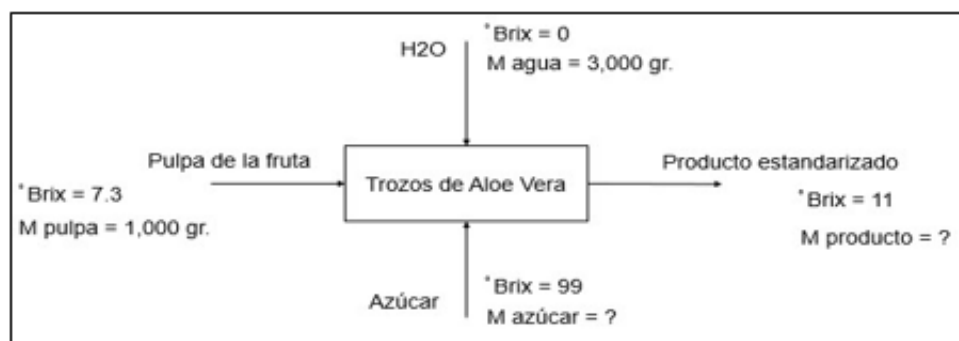 H2O
°Brix = 0
M agua = 3,000 gr.
Pulpa de la fruta
°Brix = 7.3
M pulpa = 1,000 gr.
Trozos de Aloe Vera
Producto estandarizado
°Brix = 11
M producto = ?
Azúcar
°Brix = 99
M azúcar = ?